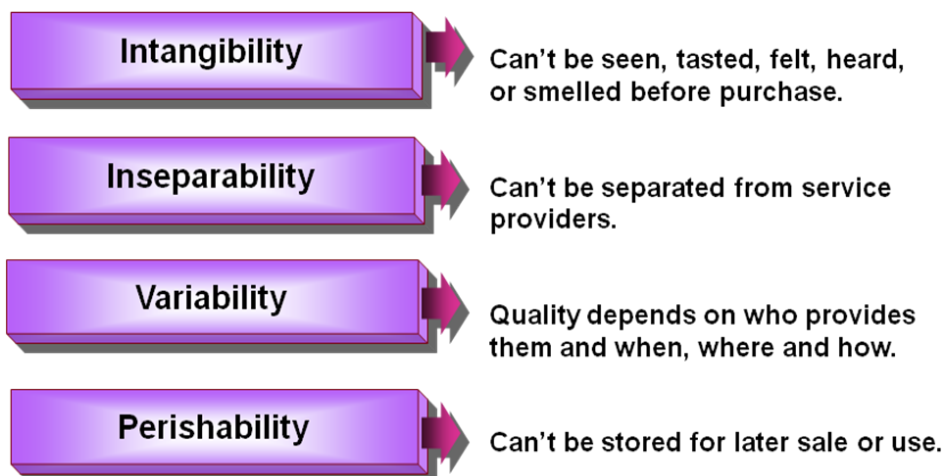 Intangibility
Can’t be seen, tasted, felt, heard,
or smelled before purchase.
Inseparability
Can’t be separated from service
providers.
Variability
Quality depends on who provides
them and when, where and how.
Perishability
Can’t be stored for later sale or use.